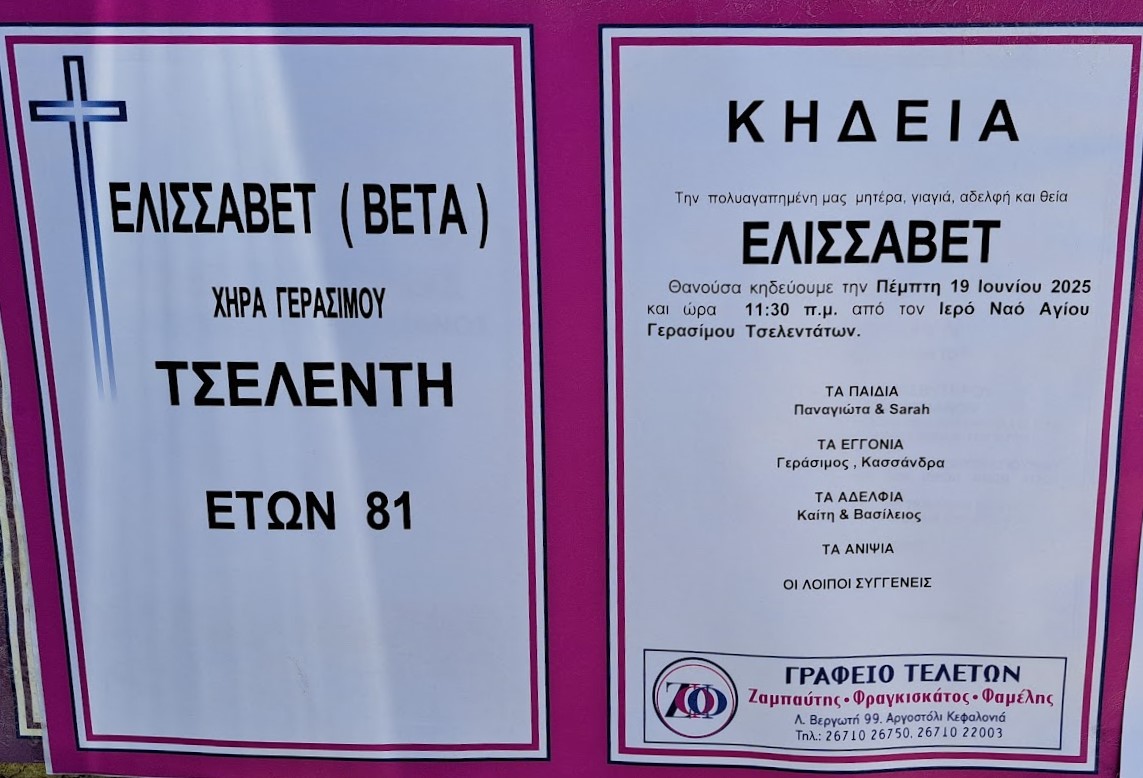 ΕΛΙΣΣΑΒΕΤ ( ΒΕΤΑ )
ΧΗΡΑ ΓΕΡΑΣΙΜΟΥ
ΤΣΕΛΕΝΤΗ
ΕΤΩΝ 81
ΚΗΔΕΙΑ
Την πολυαγαπημένη μας μητέρα, γιαγιά, αδελφή και θεία
ΕΛΙΣΣΑΒΕΤ
Θανούσα κηδεύουμε την Πέμπτη 19 Ιουνίου 2025
και ώρα 11:30 π.μ. από τον Ιερό Ναό Αγίου
Γερασίμου Τσελεντάτων.
ΤΑ ΠΑΙΔΙΑ
Παναγιώτα & Sarah
ΤΑ ΕΓΓΟΝΙΑ
Γεράσιμος , Κασσάνδρα
ΤΑ ΑΔΕΛΦΙΑ
Καίτη & Βασίλειος
ΤΑ ΑΝΙΨΙΑ
ΟΙ ΛΟΙΠΟΙ ΣΥΓΓΕΝΕΙΣ
ΖΦΦ
ΓΡΑΦΕΙΟ ΤΕΛΕΤΩΝ
Ζαμπαύτης • Φραγκισκάτος • Φαμέλης
Λ. Βεργωτή 99. Αργοστόλι Κεφαλονιά
Τηλ.: 26710 26750, 26710 22003